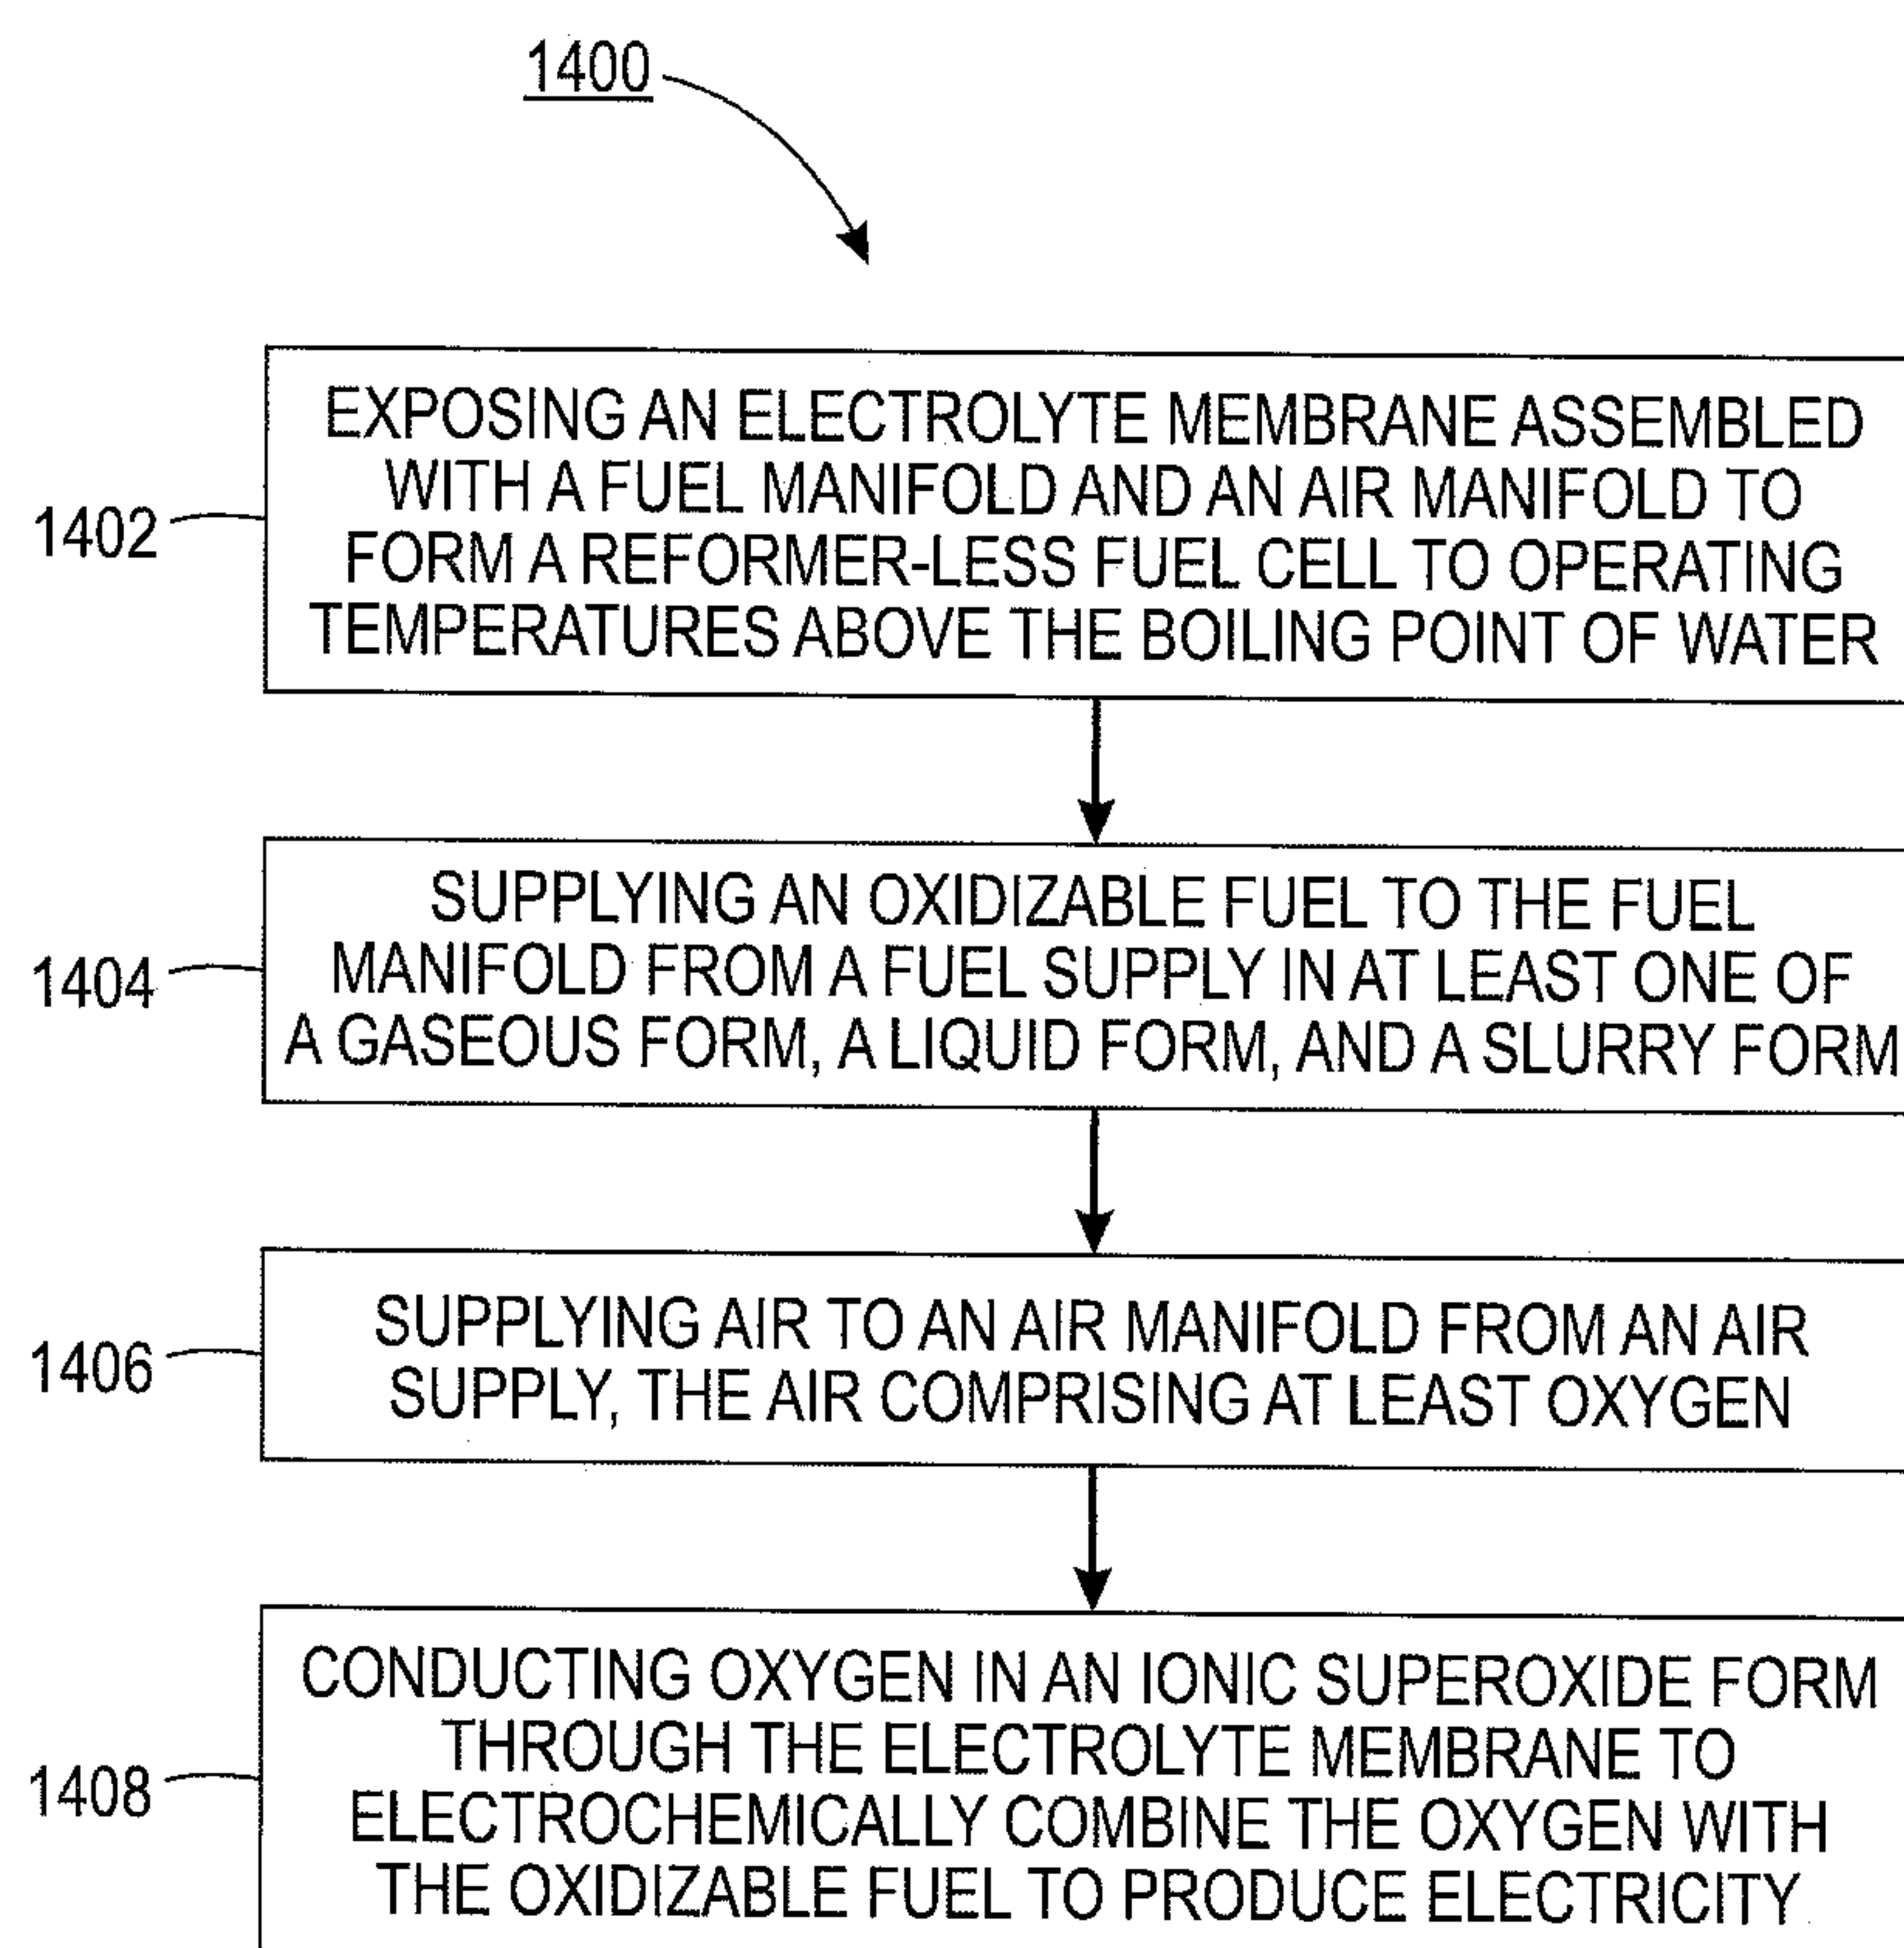 1400
1402
EXPOSING AN ELECTROLYTE MEMBRANE ASSEMBLED
WITH A FUEL MANIFOLD AND AN AIR MANIFOLD TO
FORM A REFORMER-LESS FUEL CELL TO OPERATING
TEMPERATURES ABOVE THE BOILING POINT OF WATER
1404
SUPPLYING AN OXIDIZABLE FUEL TO THE FUEL
MANIFOLD FROM A FUEL SUPPLY IN AT LEAST ONE OF
A GASEOUS FORM, A LIQUID FORM, AND A SLURRY FORM
1406
SUPPLYING AIR TO AN AIR MANIFOLD FROM AN AIR
SUPPLY, THE AIR COMPRISING AT LEAST OXYGEN
1408
CONDUCTING OXYGEN IN AN IONIC SUPEROXIDE FORM
THROUGH THE ELECTROLYTE MEMBRANE TO
ELECTROCHEMICALLY COMBINE THE OXYGEN WITH
THE OXIDIZABLE FUEL TO PRODUCE ELECTRICITY